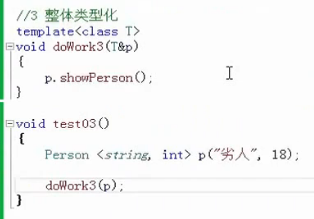 //3 整体类型化
template<class T>
void doWork3(T&p)
{
p.showPerson();
}
void test03()
{
Person <string, int> p("劣人", 18);
doWork3(p);
}